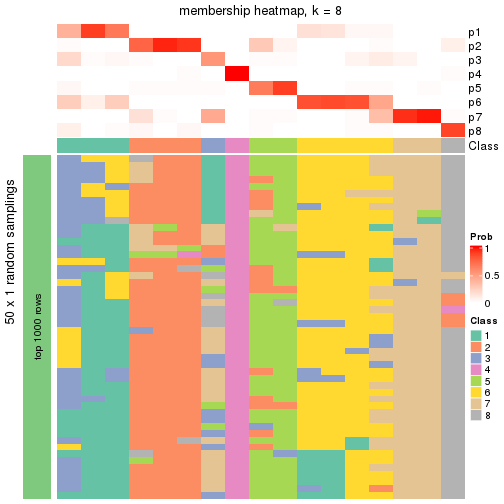 membership heatmap, k = 8
p1
p2
p3
p4
p5
p6
p7
p8
Class
50 x 1 random samplings
top 1000 rows
Prob
1
0.5
0
Class
1
2
3
4
5
6
7
8